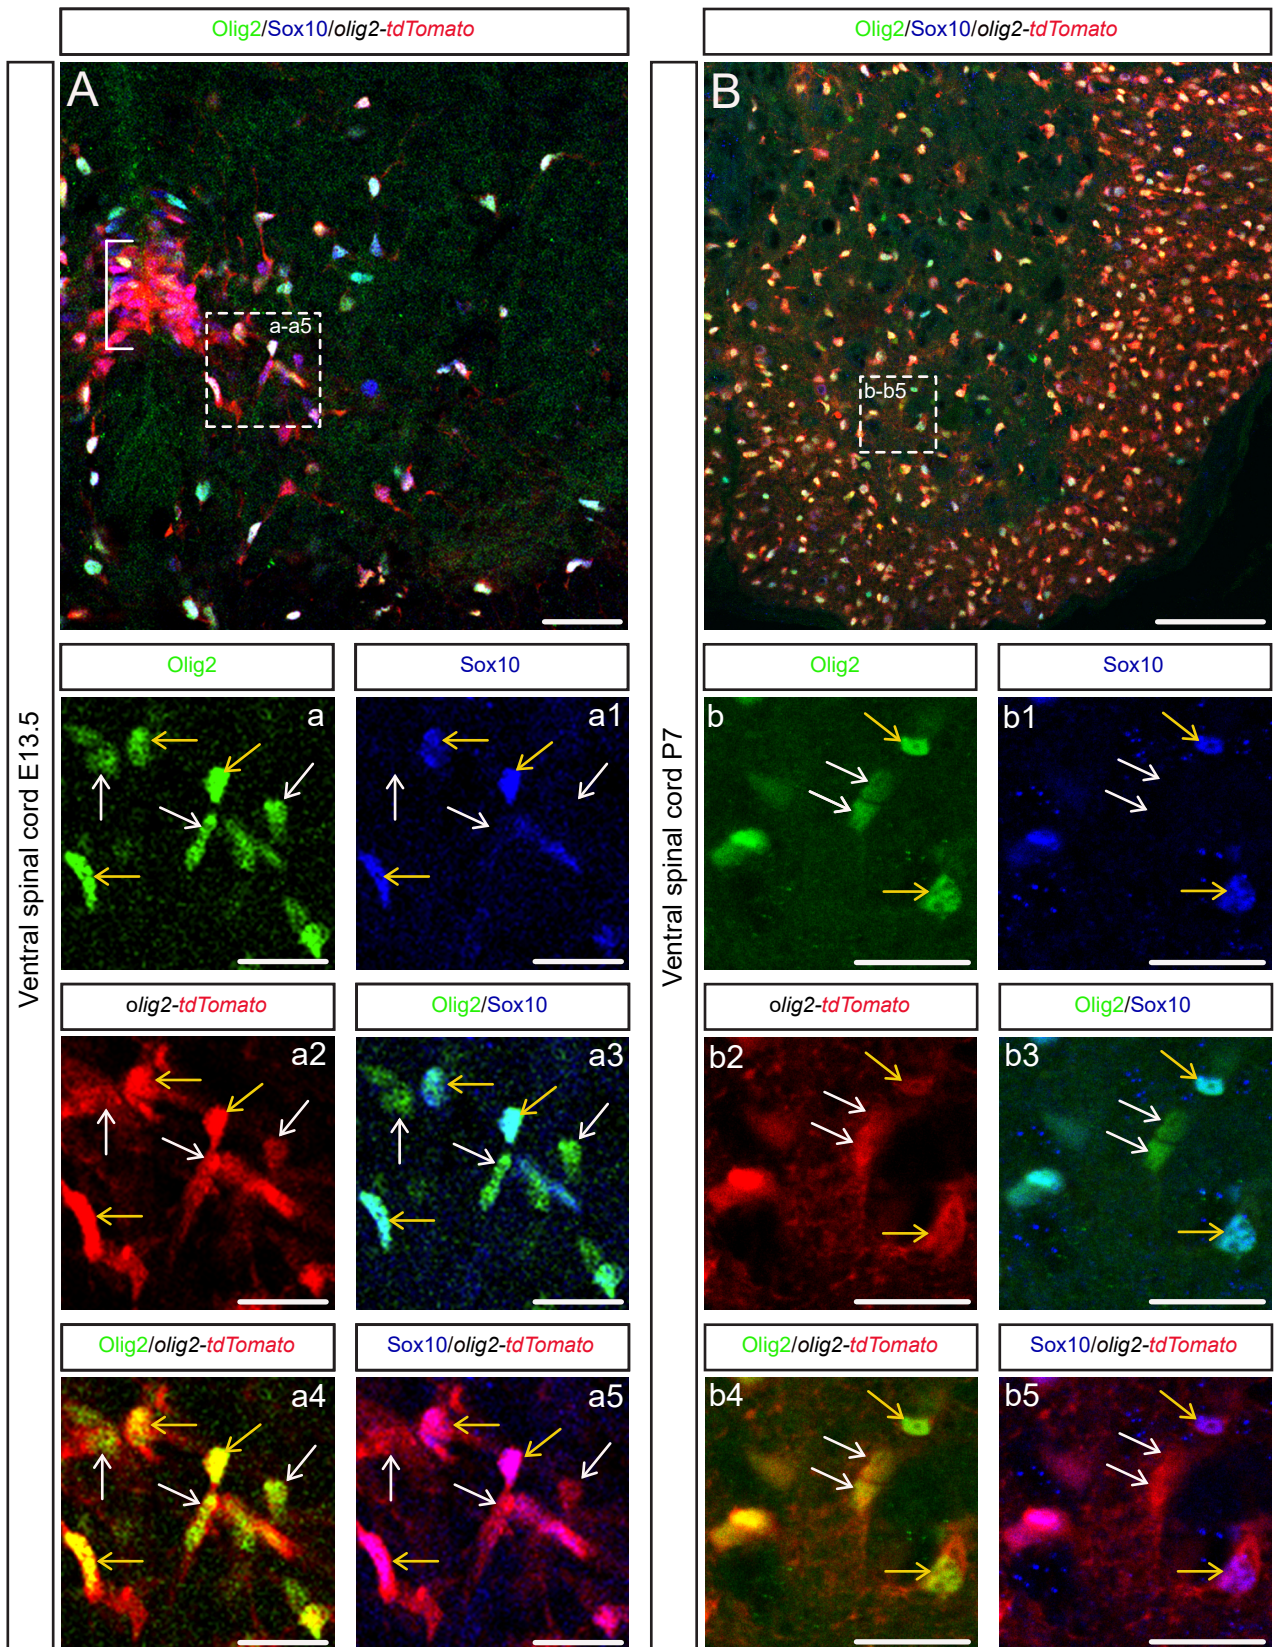 Olig2/Sox10/olig2-tdTomato
Olig2/Sox10/olig2-tdTomato
Ventral spinal cord E13.5
Ventral spinal cord P7
A
a-a5
B
b-b5
Olig2
Sox10
Olig2
Sox10
a
a1
b
b1
olig2-tdTomato
Olig2/Sox10
olig2-tdTomato
Olig2/Sox10
a2
a3
b2
b3
Olig2/olig2-tdTomato
Sox10/olig2-tdTomato
Olig2/olig2-tdTomato
Sox10/olig2-tdTomato
a4
a5
b4
b5